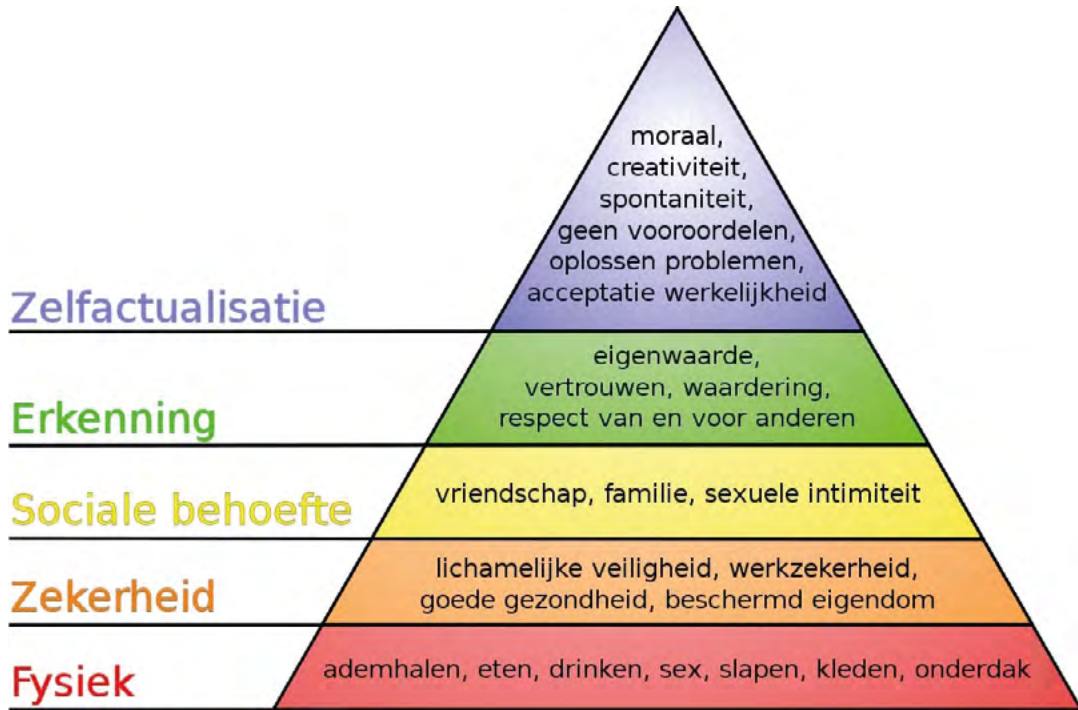 moraal,
creativiteit,
spontaniteit,
geen vooroordelen,
oplossen problemen,
acceptatie werkelijkheid
Zelfactualisatie
eigenwaarde,
vertrouwen, waardering,
respect van en voor anderen
Erkenning
vriendschap, familie, sexuele intimiteit
Sociale behoefte
lichamelijke veiligheid, werkzekerheid,
goede gezondheid, beschermd eigendom
Zekerheid
ademhalen, eten, drinken, sex, slapen, kleden, onderdak
Fysiek